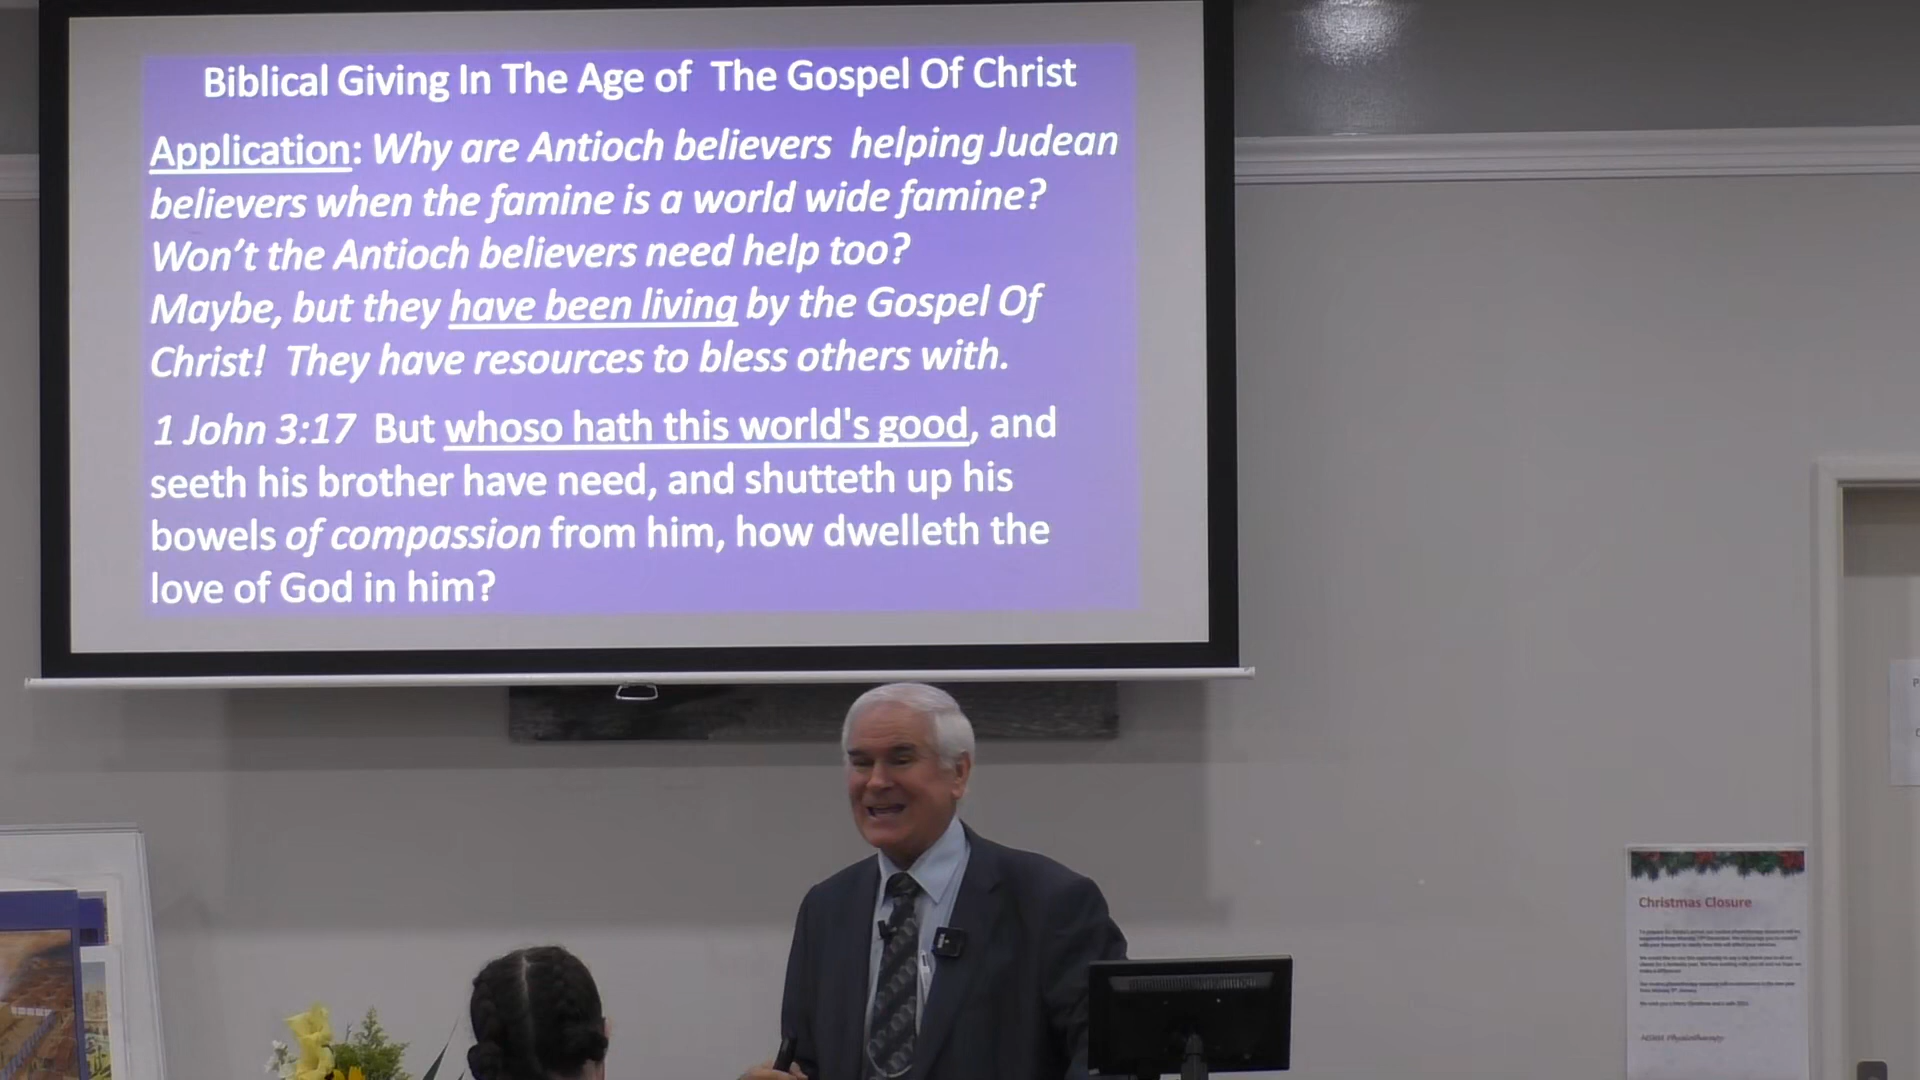 Biblical Giving In The Age of The Gospel Of Christ
Application: Why are Antioch believers helping Judean
believers when the famine is a world wide famine?
Won't the Antioch believers need help too?
Maybe, but they have been living by the Gospel Of
Christ! They have resources to bless others with.
1 John 3:17 But whoso hath this world's good, and
seeth his brother have need, and shutteth up his
bowels of compassion from him, how dwelleth the
love of God in him?
Christmas Closure